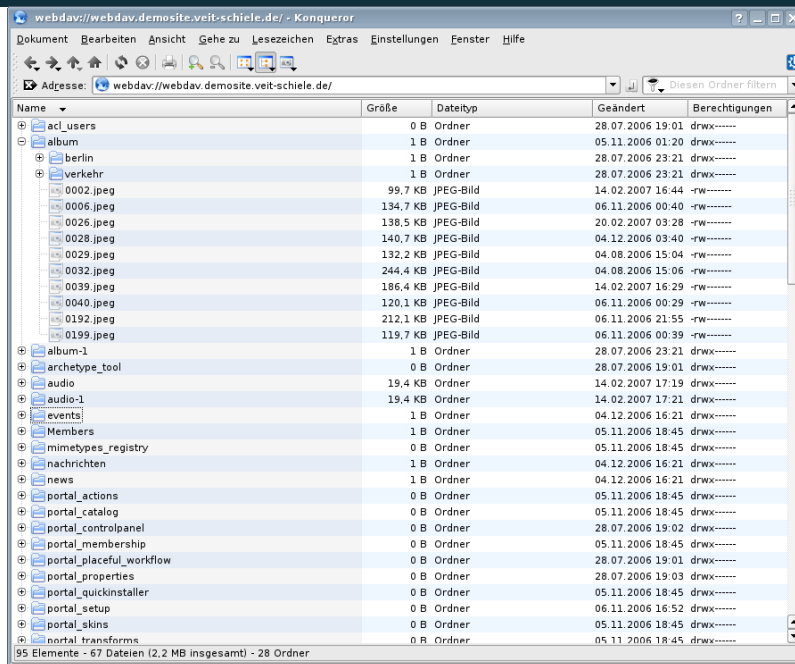 webdav://webdav.demosite.veit-schiele.de/ - Konqueror
Dokument Bearbeiten Ansicht Gehe zu Lesezeichen Extras Einstellungen Fenster Hilfe
Adresse: webdav://webdav.demosite.veit-schiele.de/ Diesen Ordner filtern
Name Größe Dateityp Geändert Berechtigungen
acl_users 0 B Ordner 28.07.2006 19:01 drwx------
album 1 B Ordner 05.11.2006 01:20 drwx------
berlin 1 B Ordner 28.07.2006 23:21 drwx------
verkehr 1 B Ordner 28.07.2006 23:21 drwx------
0002.jpeg 99,7 KB JPEG-Bild 14.02.2007 16:44 -rw-------
0006.jpeg 134,7 KB JPEG-Bild 06.11.2006 00:40 -rw-------
0026.jpeg 138,5 KB JPEG-Bild 20.02.2007 03:28 -rw-------
0028.jpeg 140,7 KB JPEG-Bild 04.12.2006 03:40 -rw-------
0029.jpeg 132,2 KB JPEG-Bild 04.08.2006 15:04 -rw-------
0032.jpeg 244,4 KB JPEG-Bild 04.08.2006 15:06 -rw-------
0039.jpeg 186,4 KB JPEG-Bild 14.02.2007 16:29 -rw-------
0040.jpeg 120,1 KB JPEG-Bild 06.11.2006 00:29 -rw-------
0192.jpeg 212,1 KB JPEG-Bild 06.11.2006 21:55 -rw-------
0199.jpeg 119,7 KB JPEG-Bild 06.11.2006 00:39 -rw-------
album-1 1 B Ordner 28.07.2006 23:21 drwx------
archetype_tool 0 B Ordner 28.07.2006 19:01 drwx------
audio 19,4 KB Ordner 14.02.2007 17:19 drwx------
audio-1 19,4 KB Ordner 14.02.2007 17:21 drwx------
events 1 B Ordner 04.12.2006 16:21 drwx------
Members 1 B Ordner 05.11.2006 18:45 drwx------
mimetypes_registry 0 B Ordner 05.11.2006 18:45 drwx------
nachrichten 1 B Ordner 04.12.2006 16:21 drwx------
news 1 B Ordner 04.12.2006 16:21 drwx------
portal_actions 0 B Ordner 05.11.2006 18:45 drwx------
portal_catalog 0 B Ordner 05.11.2006 18:45 drwx------
portal_controlpanel 0 B Ordner 28.07.2006 19:02 drwx------
portal_membership 0 B Ordner 05.11.2006 18:45 drwx------
portal_placeful_workflow 0 B Ordner 28.07.2006 19:01 drwx------
portal_properties 0 B Ordner 28.07.2006 19:03 drwx------
portal_quickinstaller 0 B Ordner 05.11.2006 18:45 drwx------
portal_setup 0 B Ordner 06.11.2006 16:52 drwx------
portal_skins 0 B Ordner 05.11.2006 18:45 drwx------
portal_transforms 0 B Ordner 05.11.2006 18:45 drwx------
95 Elemente - 67 Dateien (2,2 MB insgesamt) - 28 Ordner